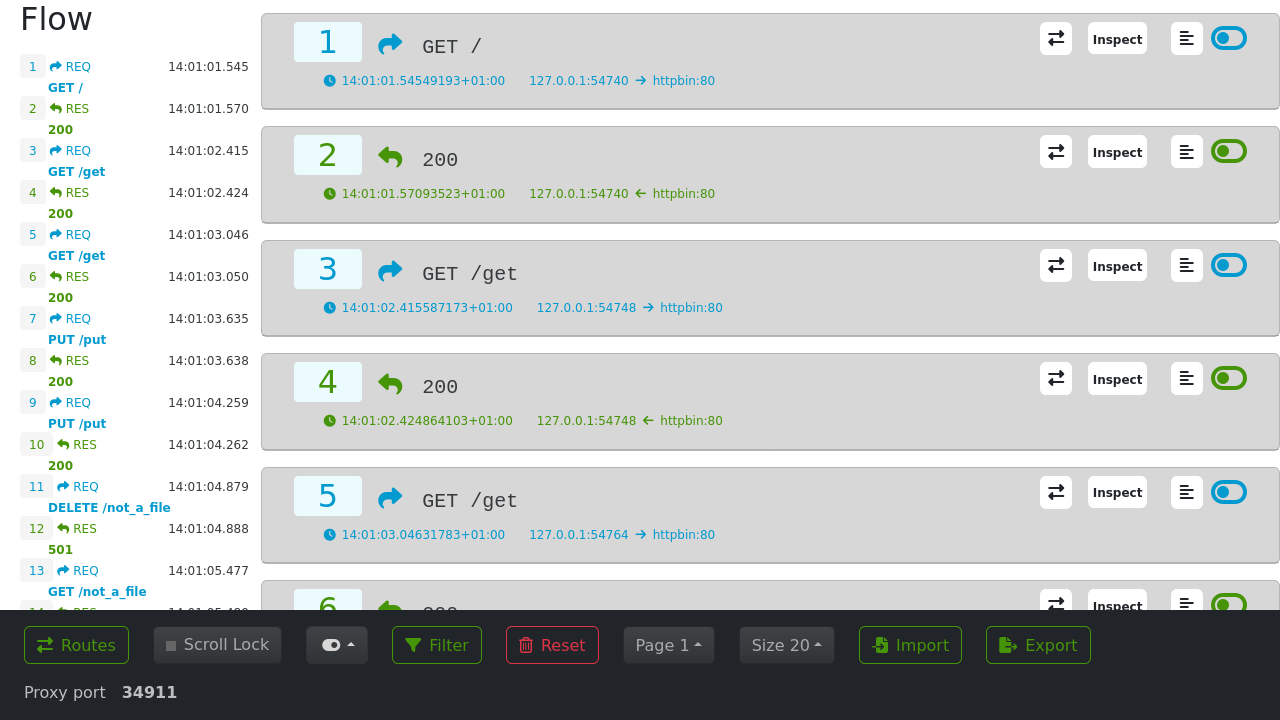 Flow
1 REQ 14:01:01.545
GET /
2 RES 14:01:01.570
200
3 REQ 14:01:02.415
GET /get
4 RES 14:01:02.424
200
5 REQ 14:01:03.046
GET /get
6 RES 14:01:03.050
200
7 REQ 14:01:03.635
PUT /put
8 RES 14:01:03.638
200
9 REQ 14:01:04.259
PUT /put
10 RES 14:01:04.262
200
11 REQ 14:01:04.879
DELETE /not_a_file
12 RES 14:01:04.888
501
13 REQ 14:01:05.477
GET /not_a_file
1 GET / Inspect
14:01:01.54549193+01:00 127.0.0.1:54740 → httpbin:80
2 200 Inspect
14:01:01.57093523+01:00 127.0.0.1:54740 ← httpbin:80
3 GET /get Inspect
14:01:02.415587173+01:00 127.0.0.1:54748 → httpbin:80
4 200 Inspect
14:01:02.424864103+01:00 127.0.0.1:54748 ← httpbin:80
5 GET /get Inspect
14:01:03.04631783+01:00 127.0.0.1:54764 → httpbin:80
6 200 Inspect
Routes Scroll Lock Filter Reset Page 1 Size 20 Import Export
Proxy port 34911